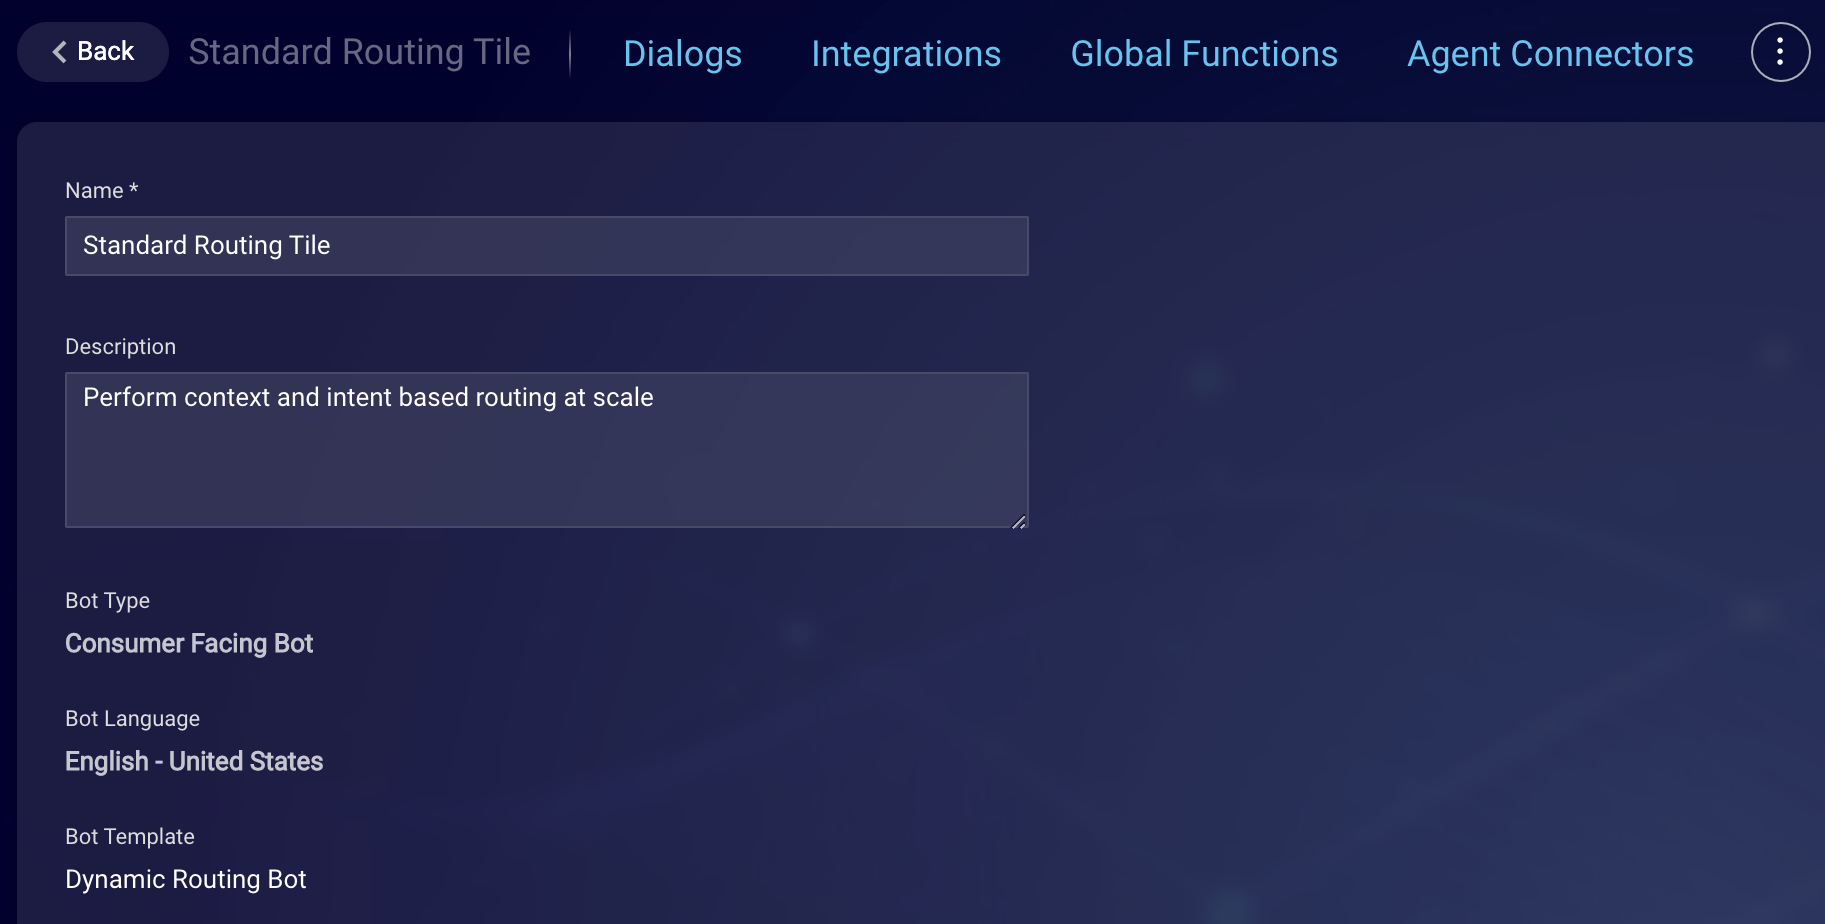 Back
Standard Routing Tile
Dialogs
Integrations
Global Functions
Agent Connectors
Name *
Standard Routing Tile
Description
Perform context and intent based routing at scale
Bot Type
Consumer Facing Bot
Bot Language
English - United States
Bot Template
Dynamic Routing Bot